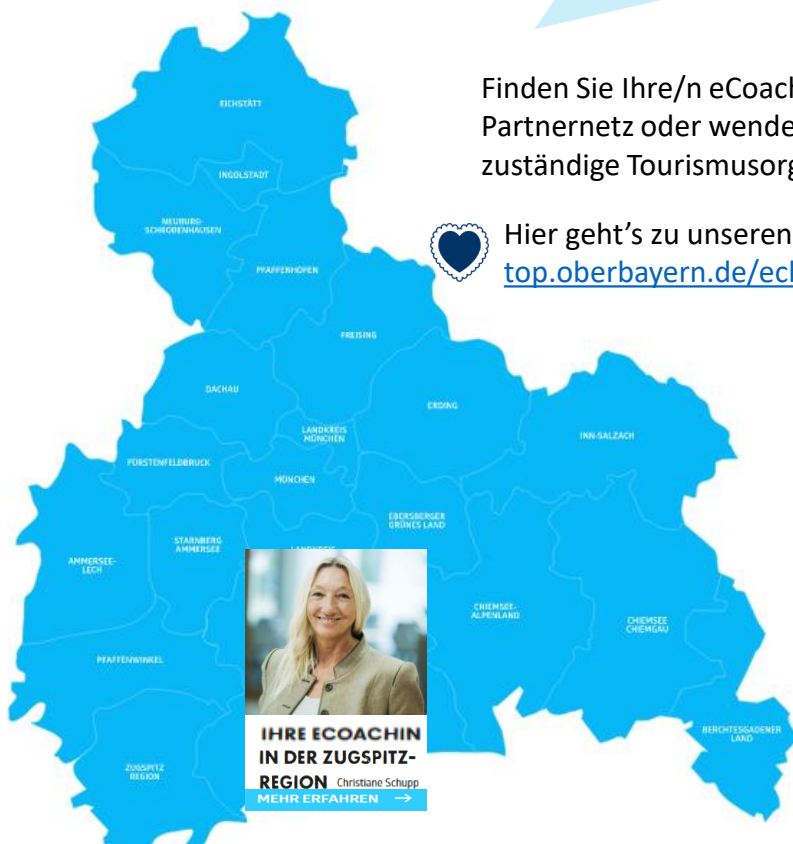 Finden Sie Ihre/n eCoach
Partnernetz oder wende
zuständige Tourismusorg
Hier geht's zu unseren
top.oberbayern.de/ec
EICHSTÄTT
INGOLSTADT
NEUBURG-
SCHROBENHAUSEN
PFAFFENHOFEN
FREISING
DACHAU
ERDING
LANDKREIS
MÜNCHEN
INN-SALZACH
FÜRSTENFELDBRUCK
MÜNCHEN
EBERSBERGER
GRÜNES LAND
STARNBERG
AMMERSEE
LANDKREIS
AMMERSEE-
LECH
CHIEMSEE-
ALPENLAND
CHIEMSEE
CHIEMGAU
PFAFFENWINKEL
BERCHTESGADENER
LAND
ZUGSPITZ
REGION
IHRE ECOACHIN
IN DER ZUGSPITZ-
REGION Christiane Schupp
MEHR ERFAHREN →